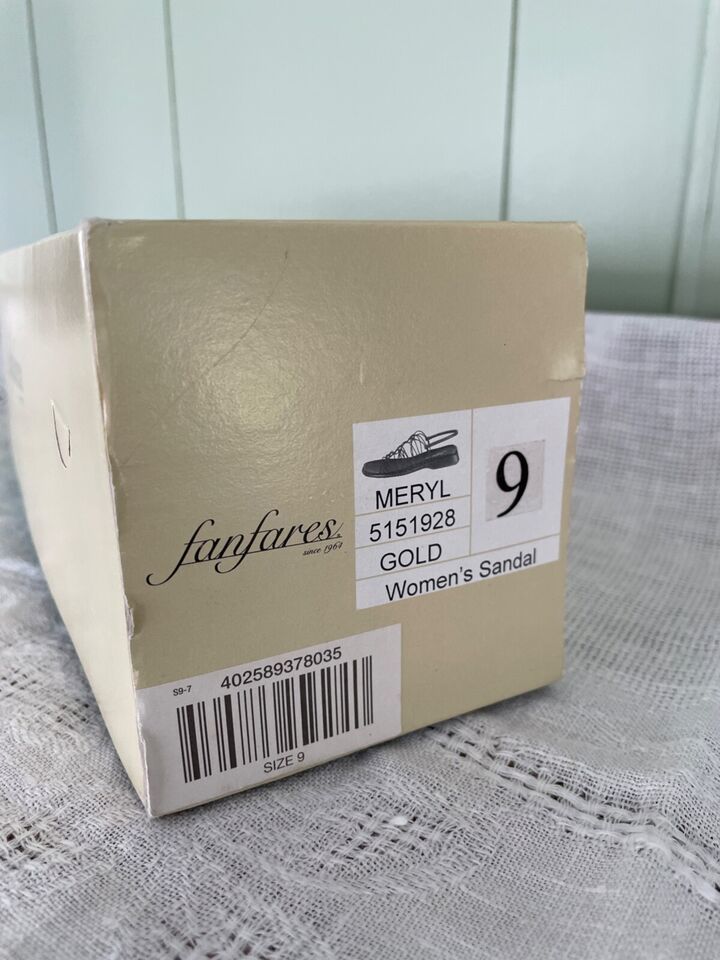 MERYL
5151928
GOLD
Women's Sandal
9
fanfares.
since 1964
S9-7
402589378035
SIZE 9